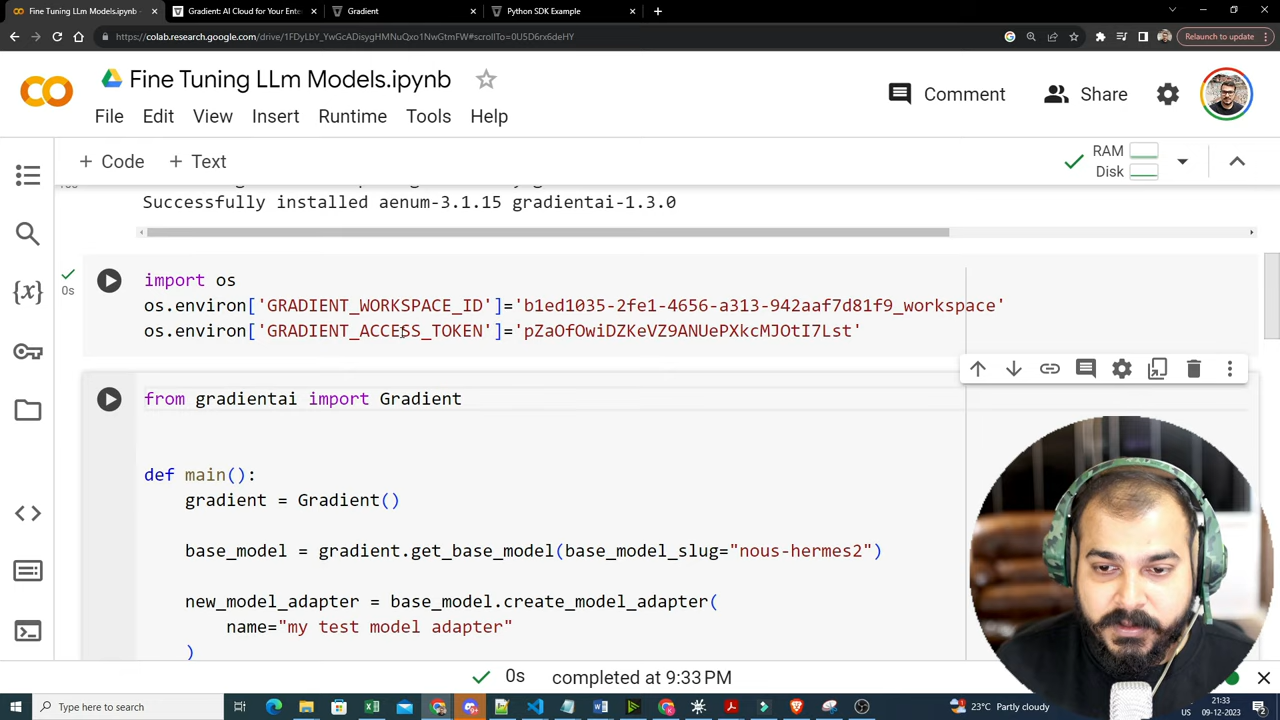 Fine Tuning LLm Models.ipynb -
Gradient: AI Cloud for Your Ente
Gradient
Python SDK Example
colab.research.google.com/drive/1FDyLbY_YwGcADisygHMNuQxo1NwGtmFW#scrollTo=0U5D6rx6deHY
Relaunch to update
Fine Tuning LLm Models.ipynb
Comment
Share
File Edit View Insert Runtime Tools Help
+ Code + Text
RAM
Disk
Successfully installed aenum-3.1.15 gradientai-1.3.0
0s
import os
os.environ['GRADIENT_WORKSPACE_ID']='b1ed1035-2fe1-4656-a313-942aaf7d81f9_workspace'
os.environ['GRADIENT_ACCESS_TOKEN']='pZaOfOwiDZKeVZ9ANUePXkcMJOtI7Lst'
from gradientai import Gradient
def main():
gradient = Gradient()
base_model = gradient.get_base_model(base_model_slug="nous-hermes2")
new_model_adapter = base_model.create_model_adapter(
name="my test model adapter"
)
0s completed at 9:33 PM
Type here to search
23°C Partly cloudy
21:33
09-12-2023